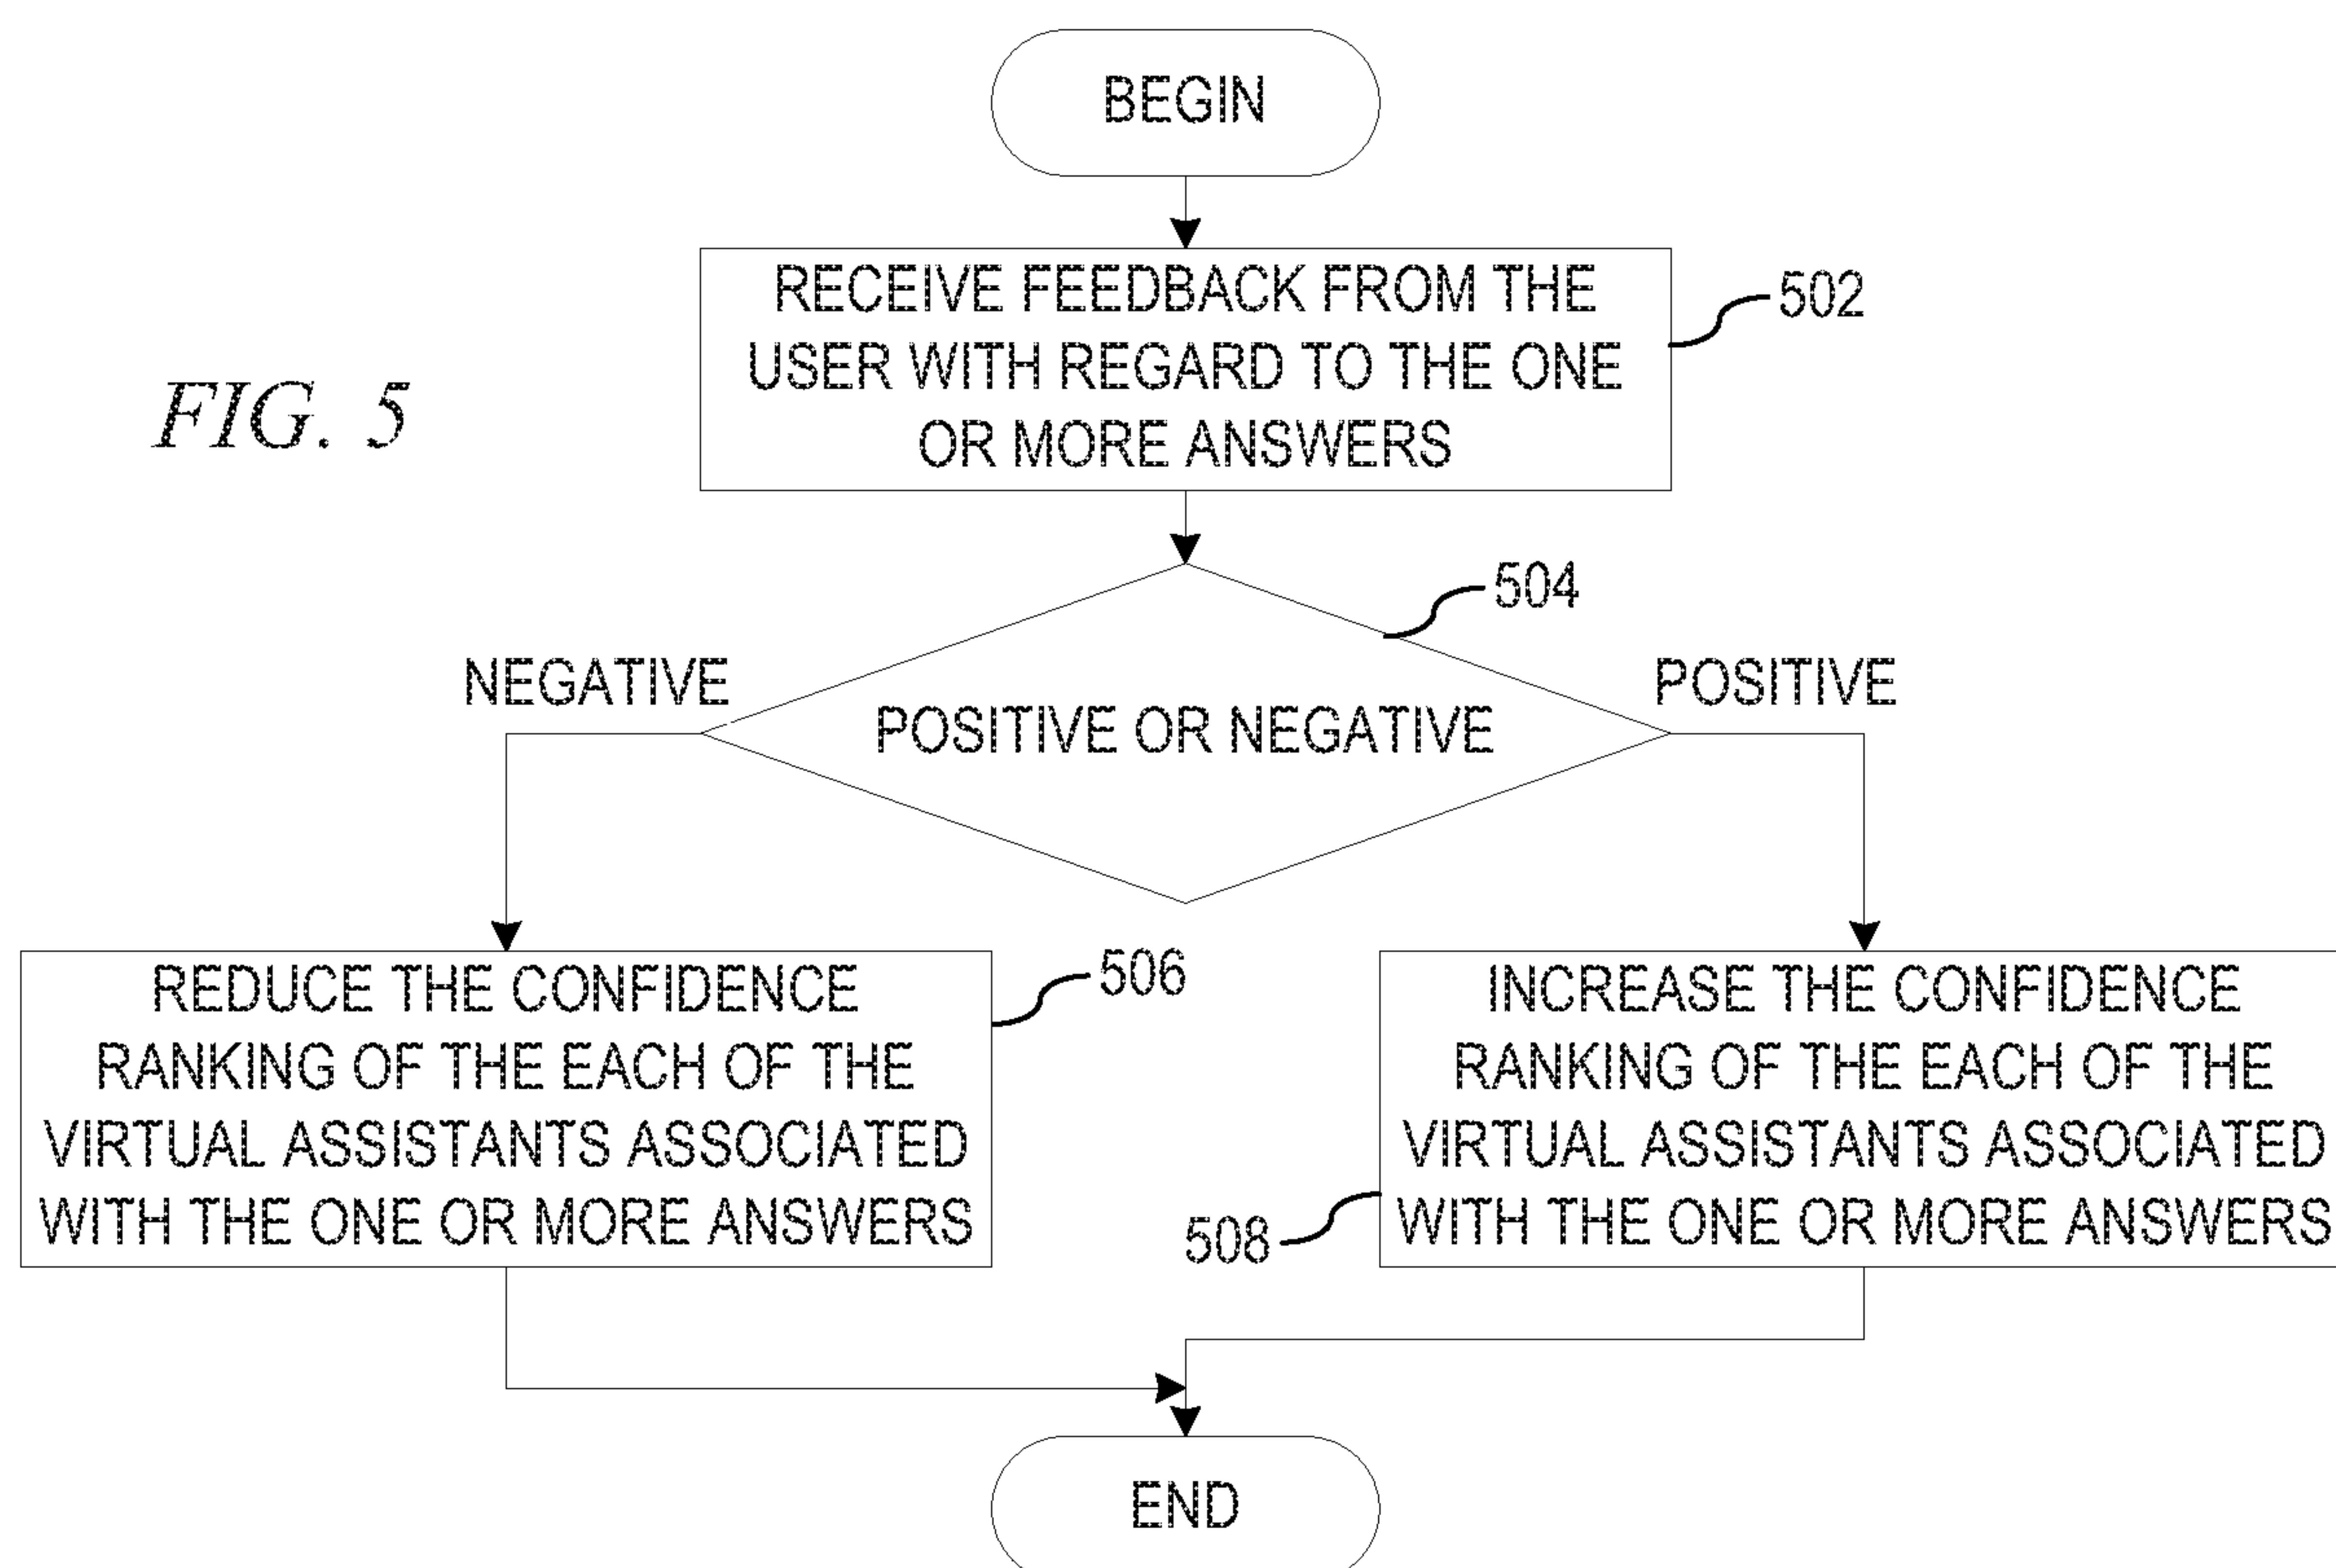 BEGIN
RECEIVE FEEDBACK FROM THE
USER WITH REGARD TO THE ONE
OR MORE ANSWERS
502
FIG. 5
504
NEGATIVE
POSITIVE OR NEGATIVE
POSITIVE
REDUCE THE CONFIDENCE
RANKING OF THE EACH OF THE
VIRTUAL ASSISTANTS ASSOCIATED
WITH THE ONE OR MORE ANSWERS
506
INCREASE THE CONFIDENCE
RANKING OF THE EACH OF THE
VIRTUAL ASSISTANTS ASSOCIATED
WITH THE ONE OR MORE ANSWERS
508
END